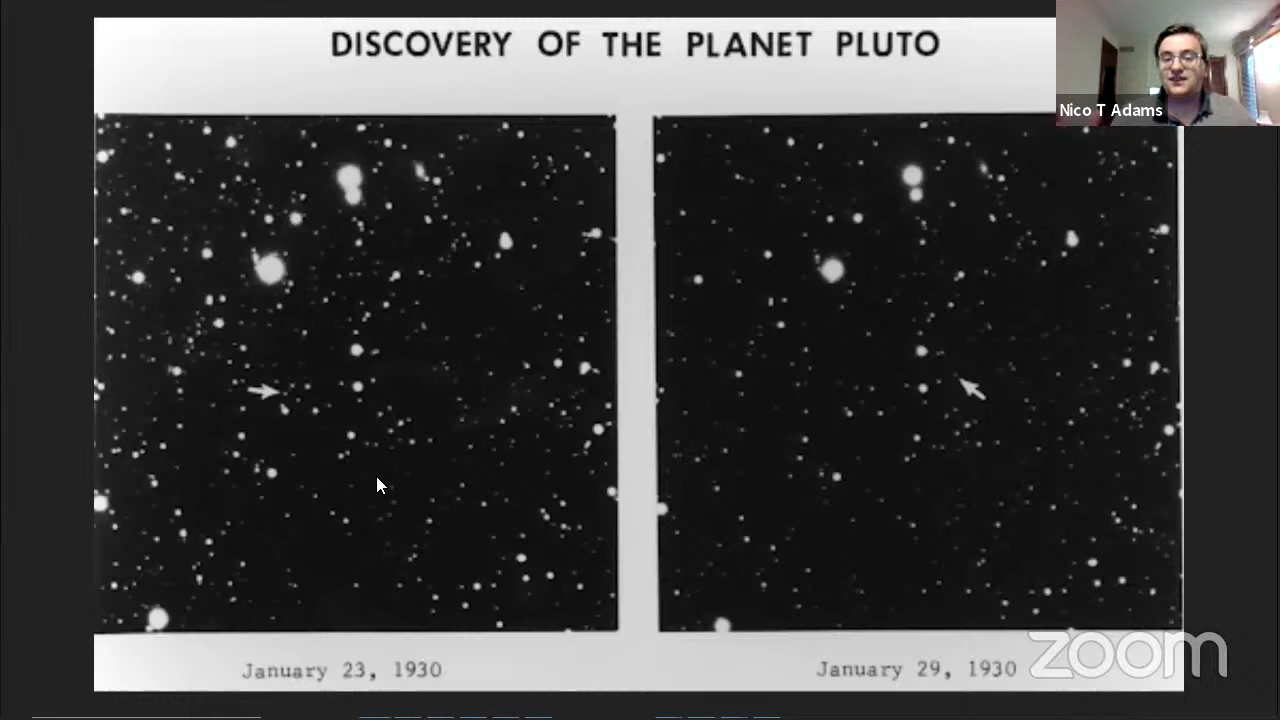 DISCOVERY OF THE PLANET PLUTO
Nico T Adams
January 23, 1930
January 29, 1930
zoom